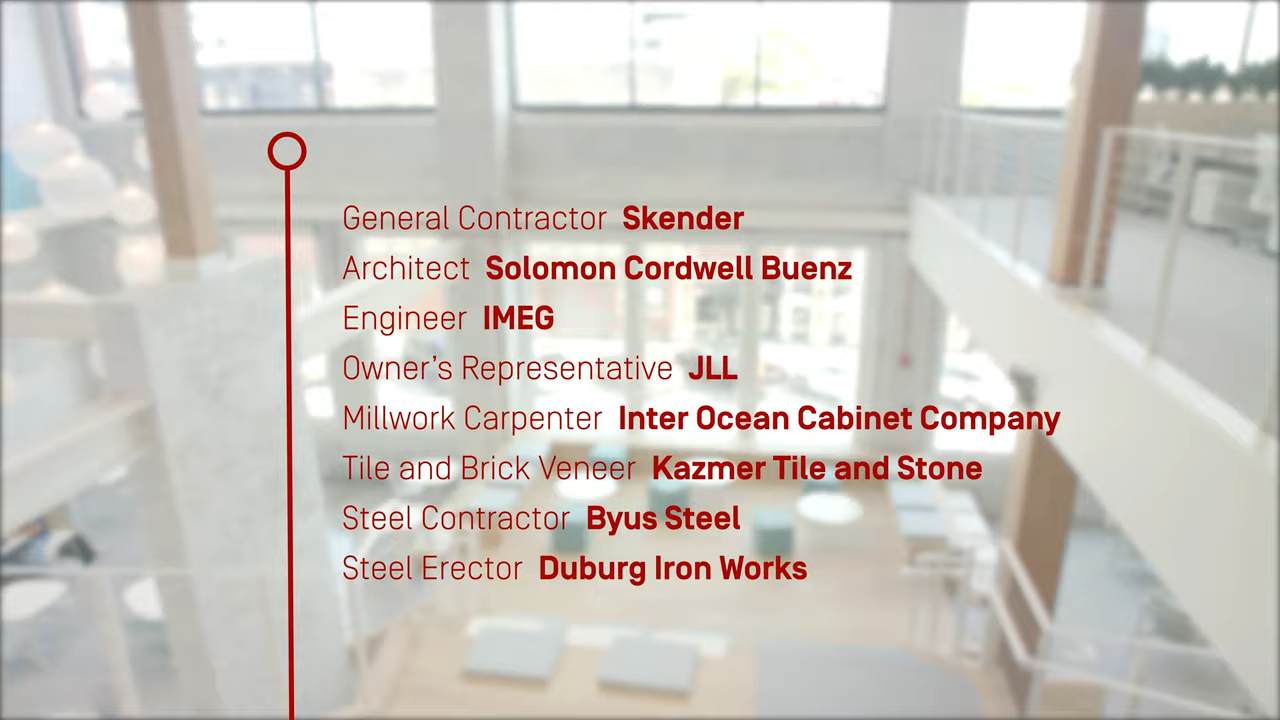 General Contractor Skender
Architect Solomon Cordwell Buenz
Engineer IMEG
Owner's Representative JLL
Millwork Carpenter Inter Ocean Cabinet Company
Tile and Brick Veneer Kazmer Tile and Stone
Steel Contractor Byus Steel
Steel Erector Duburg Iron Works